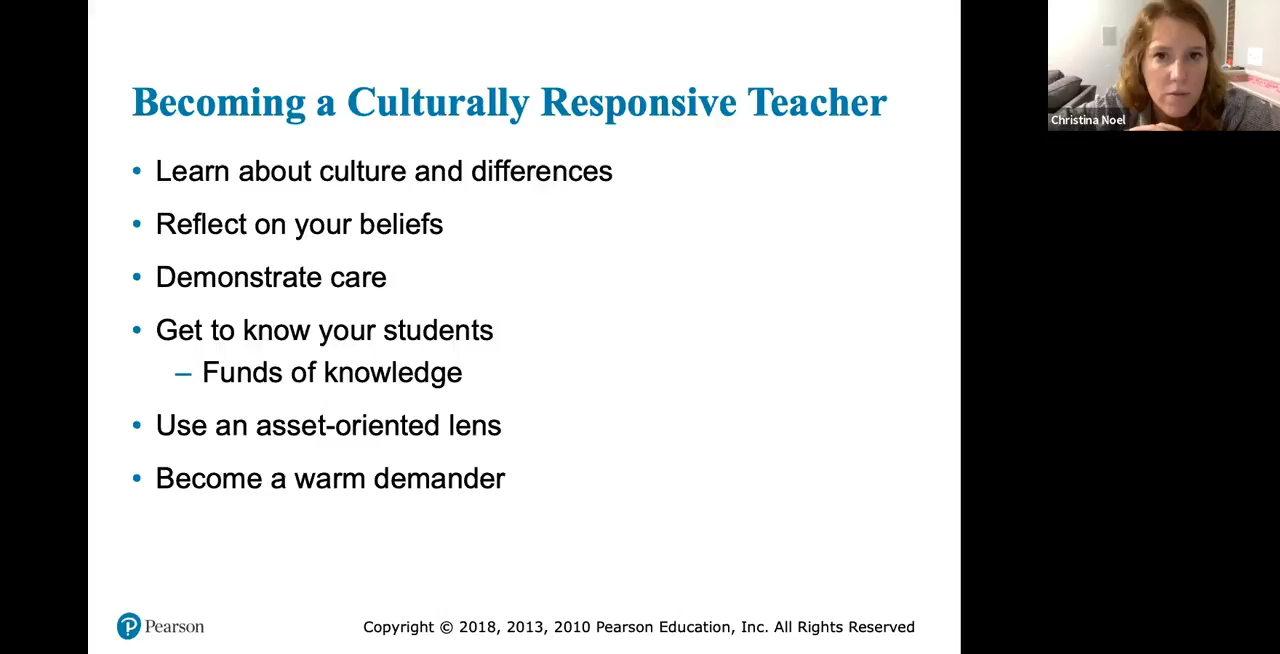 Becoming a Culturally Responsive Teacher
• Learn about culture and differences
• Reflect on your beliefs
• Demonstrate care
• Get to know your students
– Funds of knowledge
• Use an asset-oriented lens
• Become a warm demander
Pearson
Copyright © 2018, 2013, 2010 Pearson Education, Inc. All Rights Reserved
Christina Noel